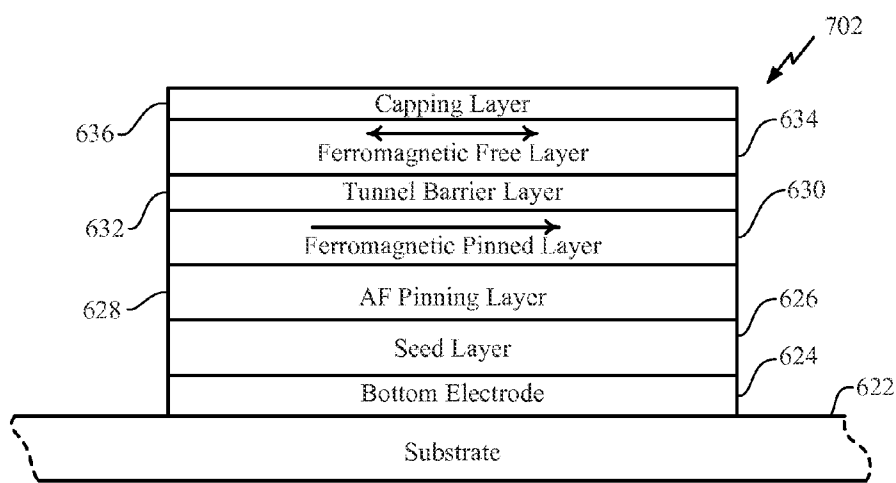 702
Capping Layer
636
634
Ferromagnetic Free Layer
Tunnel Barrier Layer
630
632
Ferromagnetic Pinned Layer
628
AF Pinning Layer
626
Seed Layer
624
Bottom Electrode
622
Substrate